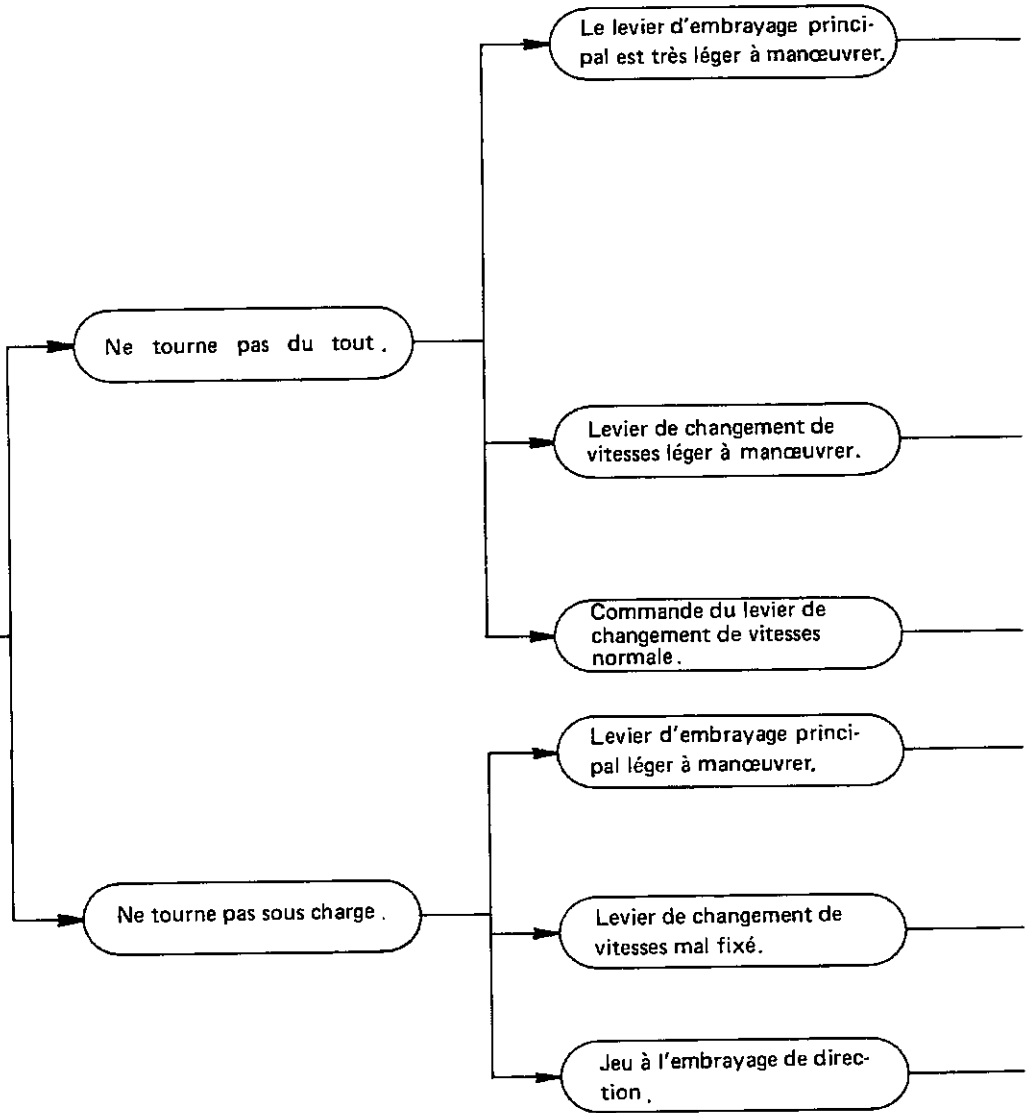 Le levier d'embrayage princi-
pal est très léger à manœuvrer.
Ne tourne pas du tout.
Levier de changement de
vitesses léger à manœuvrer.
Commande du levier de
changement de vitesses
normale.
Levier d'embrayage princi-
pal léger à manœuvrer.
Ne tourne pas sous charge.
Levier de changement de
vitesses mal fixé.
Jeu à l'embrayage de direc-
tion.